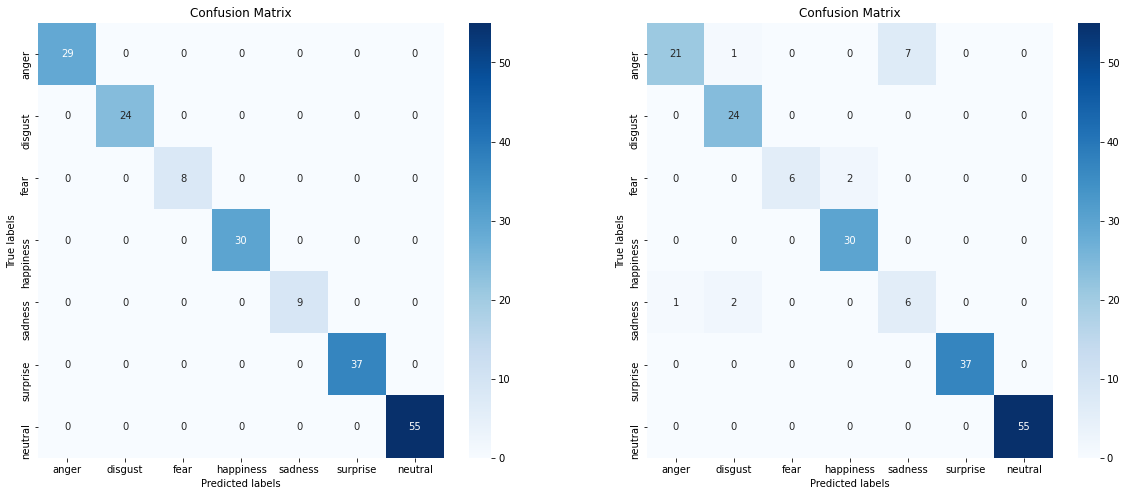 Confusion Matrix
anger 29 0 0 0 0 0 0
disgust 0 24 0 0 0 0 0
fear 0 0 8 0 0 0 0
happiness 0 0 0 30 0 0 0
sadness 0 0 0 0 9 0 0
surprise 0 0 0 0 0 37 0
neutral 0 0 0 0 0 0 55
True labels
anger disgust fear happiness sadness surprise neutral
Predicted labels
50
40
30
20
10
0
Confusion Matrix
anger 21 1 0 0 7 0 0
disgust 0 24 0 0 0 0 0
fear 0 0 6 2 0 0 0
happiness 0 0 0 30 0 0 0
sadness 1 2 0 0 6 0 0
surprise 0 0 0 0 0 37 0
neutral 0 0 0 0 0 0 55
True labels
anger disgust fear happiness sadness surprise neutral
Predicted labels
50
40
30
20
10
0